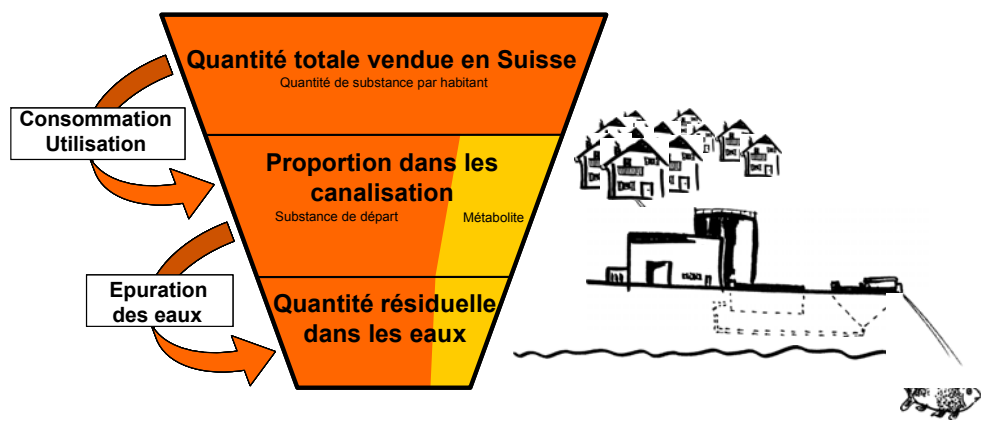 Quantité totale vendue en Suisse
Quantité de substance par habitant
Consommation
Utilisation
Proportion dans les
canalisation
Substance de départ
Métabolite
Epuration
des eaux
Quantité résiduelle
dans les eaux